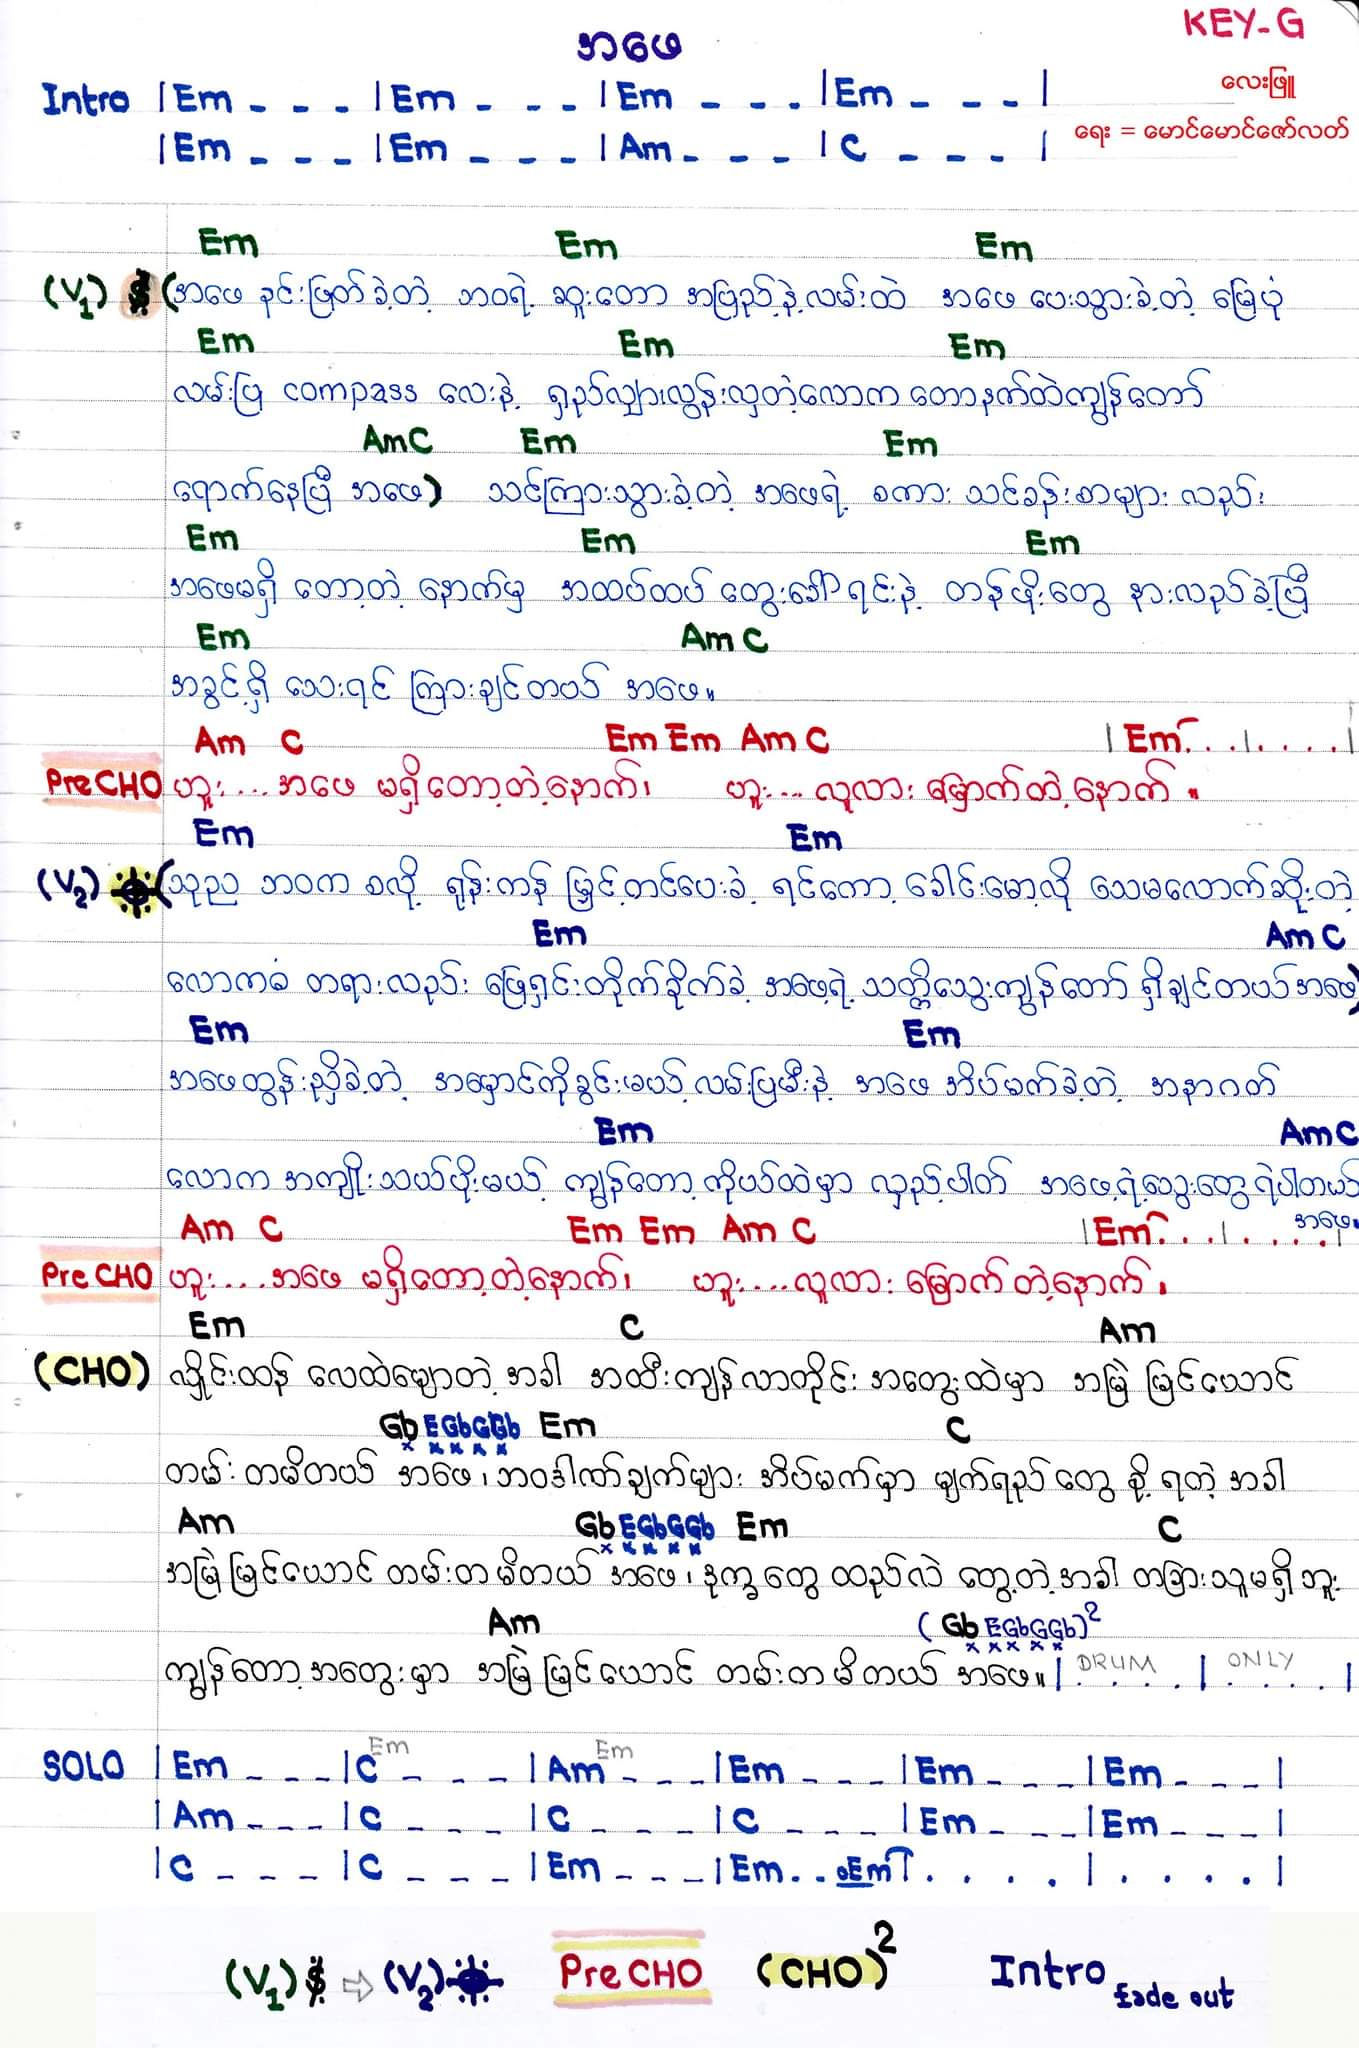 KEY-G
အဖေ
လေးဖြူ
ရေး = မောင်မောင်ဇော်လတ်
Intro |Em _ _ _ |Em _ _ _ |Em _ _ _ |Em _ _ _ |
|Em _ _ _ |Em _ _ _ |Am _ _ _ |C _ _ _ |
Em Em Em
(V1) (အဖေ နင်းဖြတ်ခဲ့တဲ့ ဘဝရဲ့ ဆူးတော အပြည့်နဲ့လမ်းထဲ အဖေ ပေးသွားခဲ့တဲ့ မြေပုံ
Em Em Em
လမ်းပြ compass လေးနဲ့ ရှည်လျှားလွန်းလှတဲ့လောက တောနက်ထဲကျွန်တော်
Am C Em Em
ရောက်နေပြီ အဖေ) သင်ကြားသွားခဲ့တဲ့ အဖေရဲ့ စကား သင်ခန်းစာများ လည်း
Em Em Em
အဖေမရှိ တော့တဲ့ နောက်မှ အထပ်ထပ် တွေးခေါ်ရင်းနဲ့ တန်ဖိုးတွေ နားလည်ခဲ့ပြီ
Em Am C
အခွင့်ရှိ သေးရင် ကြားချင်တယ် အဖေ။
Am C Em Em Am C | Em . . . | . . . . |
Pre CHO ဟူး.... အဖေ မရှိတော့တဲ့နောက်၊ ဟူး... လူလား မြောက်တဲ့နောက် ။
Em Em
(V2) (သုည ဘဝက စလို့ ရုန်းကန် မြှင့်တင်ပေးခဲ့ ရင်ကော့ ခေါင်းမော့လို့ သေမလောက်ဆိုးတဲ့
Em Am C
လောကဓံ တရားလည်း ဖြေရှင်းတိုက်ခိုက်ခဲ့ အဖေ့ရဲ့ သတ္တိသွေးကျွန်တော် ရှိချင်တယ်အဖေ)
Em Em
အဖေထွန်းညှိခဲ့တဲ့ အမှောင်ကိုခွင်းမယ့်လမ်းပြမီးနဲ့ အဖေ အိပ်မက်ခဲ့တဲ့ အနာဂတ်
Em Am C
လောက အကျိုးသယ်ပိုးမယ့် ကျွန်တော့်ကိုယ်ထဲမှာ လှည့်ပါတ် အဖေ့ရဲ့သွေးတွေ ရဲပါတယ်
အဖေ။
Am C Em Em Am C | Em . . . | . . . . |
Pre CHO ဟူး.... အဖေ မရှိတော့တဲ့နောက်၊ ဟူး....လူလား မြောက်တဲ့နောက် ။
Em C Am
(CHO) လှိုင်းထန် လေထဲမျောတဲ့ အခါ အထီးကျန်လာတိုင်း အတွေးထဲမှာ အမြဲ မြင်ယောင်
Gb E Gb G Gb Em C
တမ်း တမိတယ် အဖေ၊ ဘဝဒါဏ်ချက်များ အိပ်မက်မှာ မျက်ရည်တွေ နို့ ရတဲ့ အခါ
Am Gb E Gb G Gb Em C
အမြဲမြင်ယောင် တမ်းတမိတယ် အဖေ၊ ဒုက္ခတွေ ထည်လဲ တွေ့တဲ့အခါ တခြားသူမရှိဘူး
Am (Gb E Gb G Gb)2
ကျွန်တော့်အတွေးမှာ အမြဲမြင်ယောင် တမ်းတမိတယ် အဖေ။ | DRUM . . . . | ONLY . . . . |
Em Em
SOLO |Em _ _ _ |C _ _ _ |Am _ _ _ |Em _ _ _ |Em _ _ _ |Em _ _ _ |
|Am _ _ _ |C _ _ _ |C _ _ _ |C _ _ _ |Em _ _ _ |Em _ _ _ |
|C _ _ _ |C _ _ _ |Em _ _ _ |Em . . Em . . . . | . . . . |
(V1) ⇨ (V2) Pre CHO (CHO)2 Intro fade out